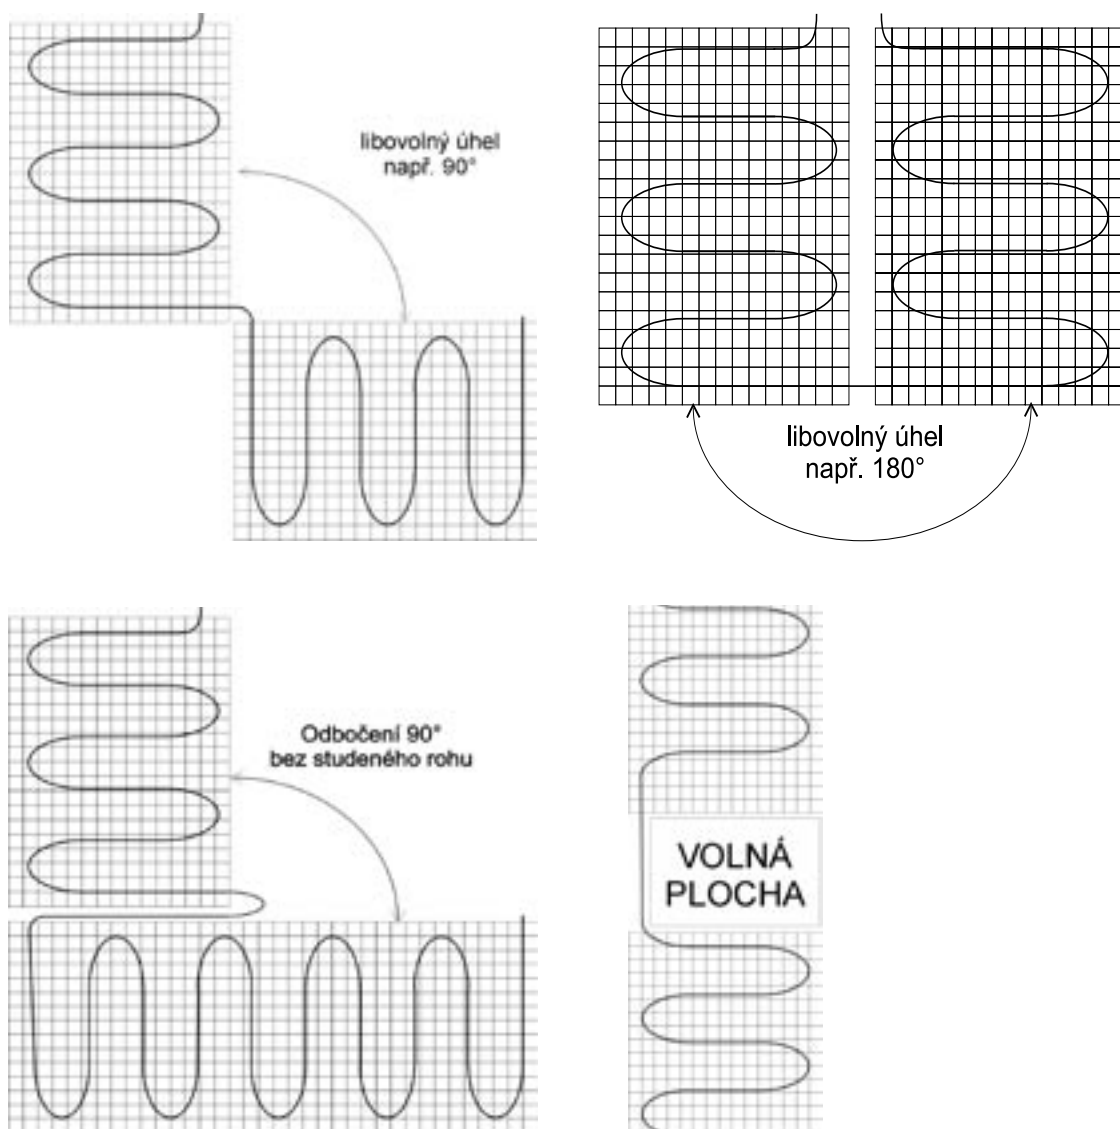 libovolný úhel
např. 90°
libovolný úhel
např. 180°
Odbočení 90°
bez studeného rohu
VOLNÁ
PLOCHA